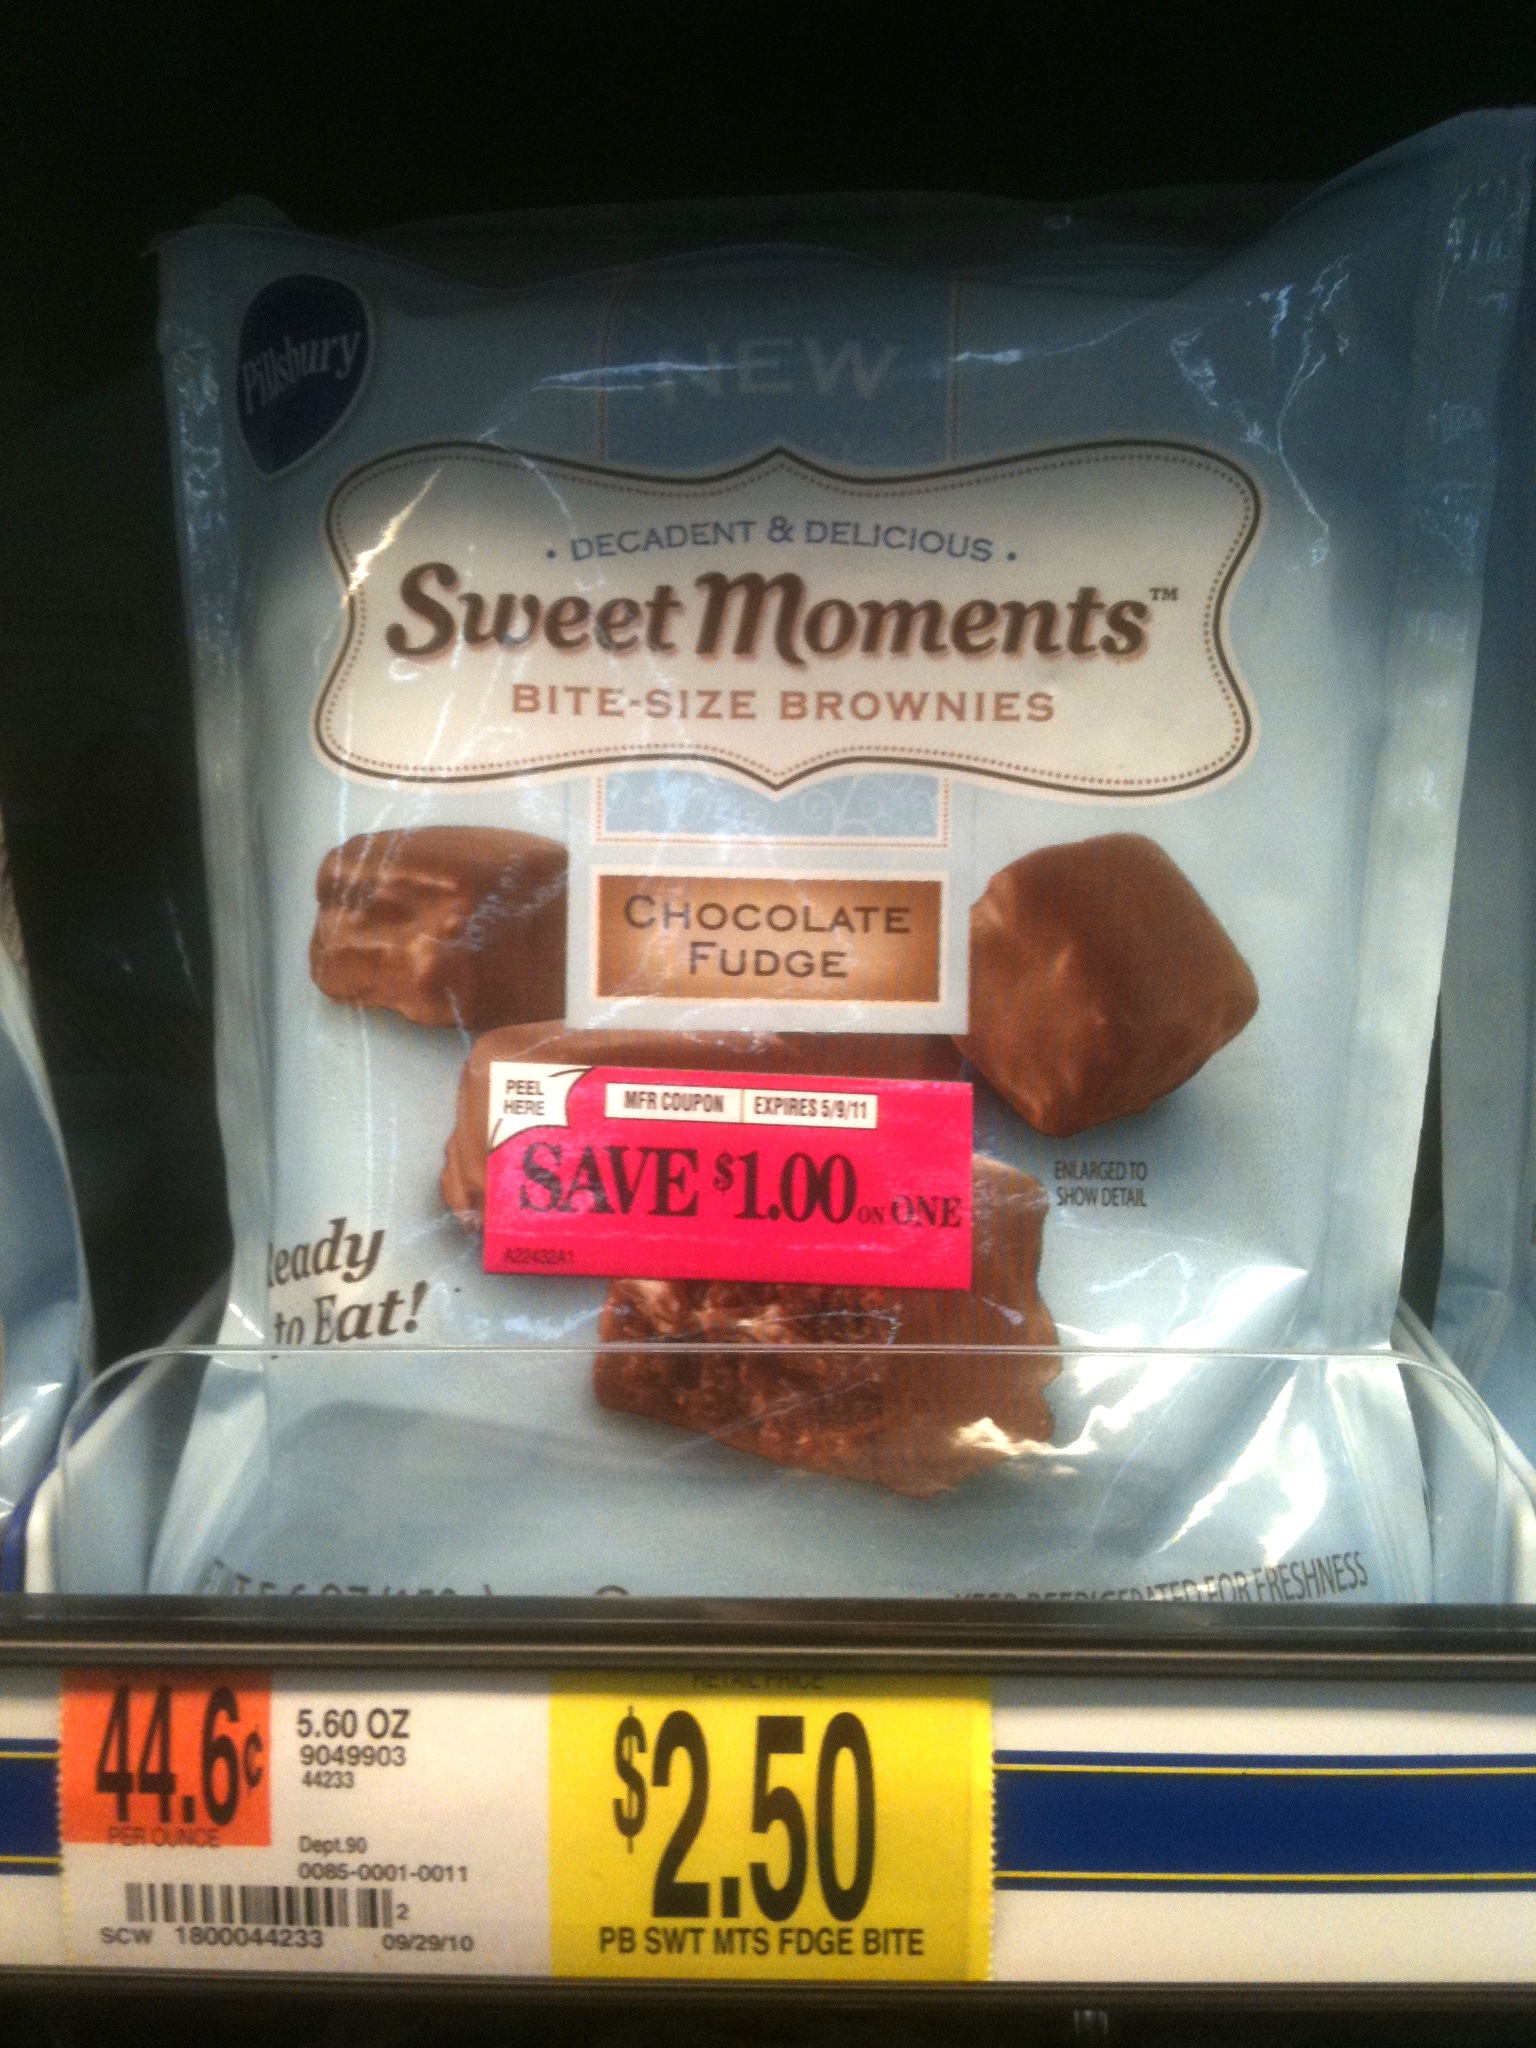 Pillsbury
NEW
• DECADENT & DELICIOUS •
Sweet Moments™
BITE-SIZE BROWNIES
CHOCOLATE
FUDGE
PEEL
HERE
MFR COUPON
EXPIRES 5/9/11
SAVE $1.00 ON ONE
A22432A1
ENLARGED TO
SHOW DETAIL
Ready
to Eat!
KEEP REFRIGERATED FOR FRESHNESS
44.6¢
PER OUNCE
5.60 OZ
9049903
44233
Dept.90
0085-0001-0011
2
SCW 1800044233 09/29/10
RETAIL PRICE
$2.50
PB SWT MTS FDGE BITE